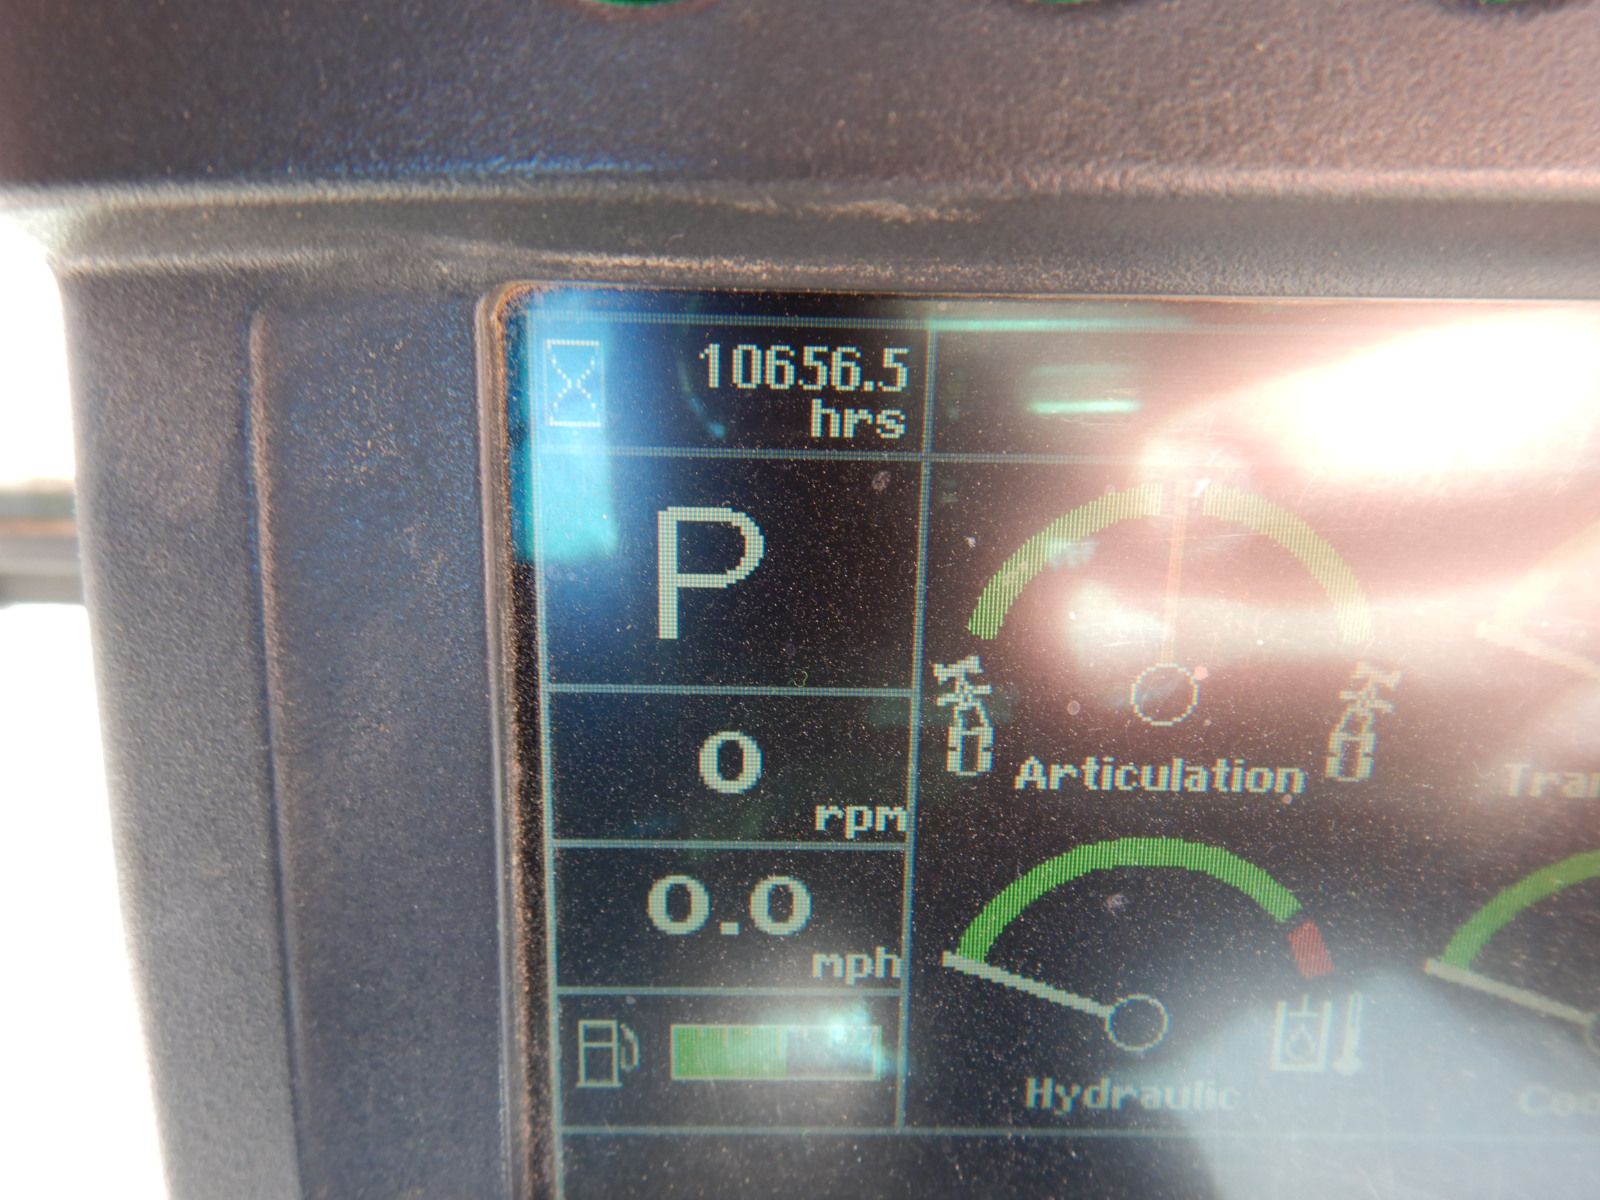 10656.5
hrs
P
0
rpm
0.0
mph
Articulation
Hydraulic